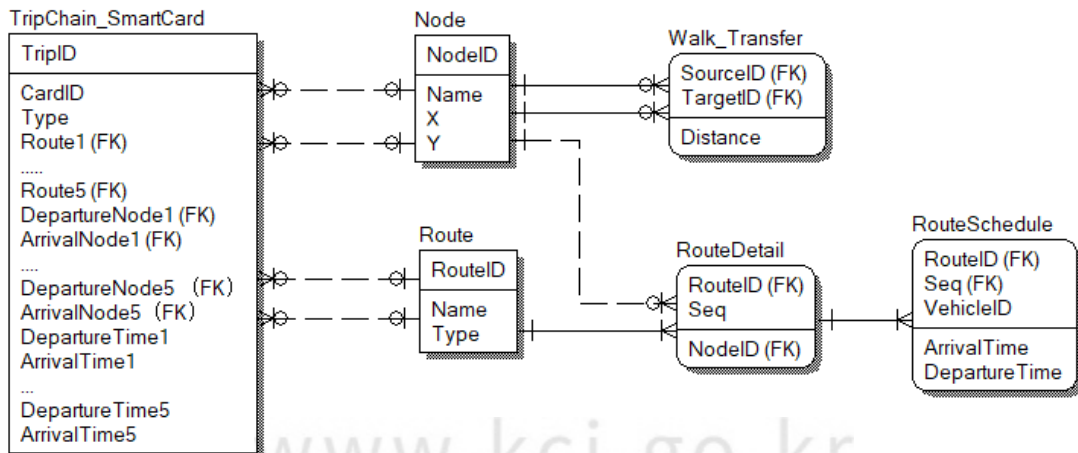 TripChain_SmartCard
TripID
CardID
Type
Route1 (FK)
.....
Route5 (FK)
DepartureNode1 (FK)
ArrivalNode1 (FK)
....
DepartureNode5 (FK)
ArrivalNode5 (FK)
DepartureTime1
ArrivalTime1
...
DepartureTime5
ArrivalTime5
Node
NodeID
Name
X
Y
Walk_Transfer
SourceID (FK)
TargetID (FK)
Distance
Route
RouteID
Name
Type
RouteDetail
RouteID (FK)
Seq
NodeID (FK)
RouteSchedule
RouteID (FK)
Seq (FK)
VehicleID
ArrivalTime
DepartureTime
www.kci.go.kr